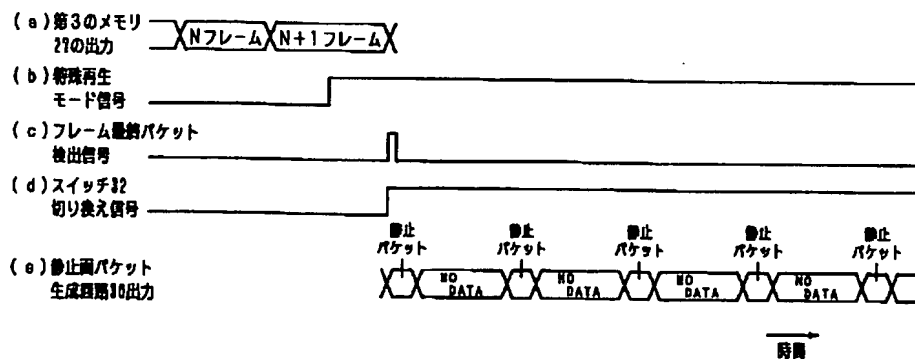 (a)第3のメモリ
27の出力
Nフレーム
N+1フレーム
(b)特殊再生
モード信号
(c)フレーム最終パケット
検出信号
(d)スイッチ32
切り換え信号
静止
パケット
静止
パケット
静止
パケット
静止
パケット
静止
パケット
(e)静止画パケット
生成回路30出力
NO
DATA
NO
DATA
NO
DATA
NO
DATA
時間